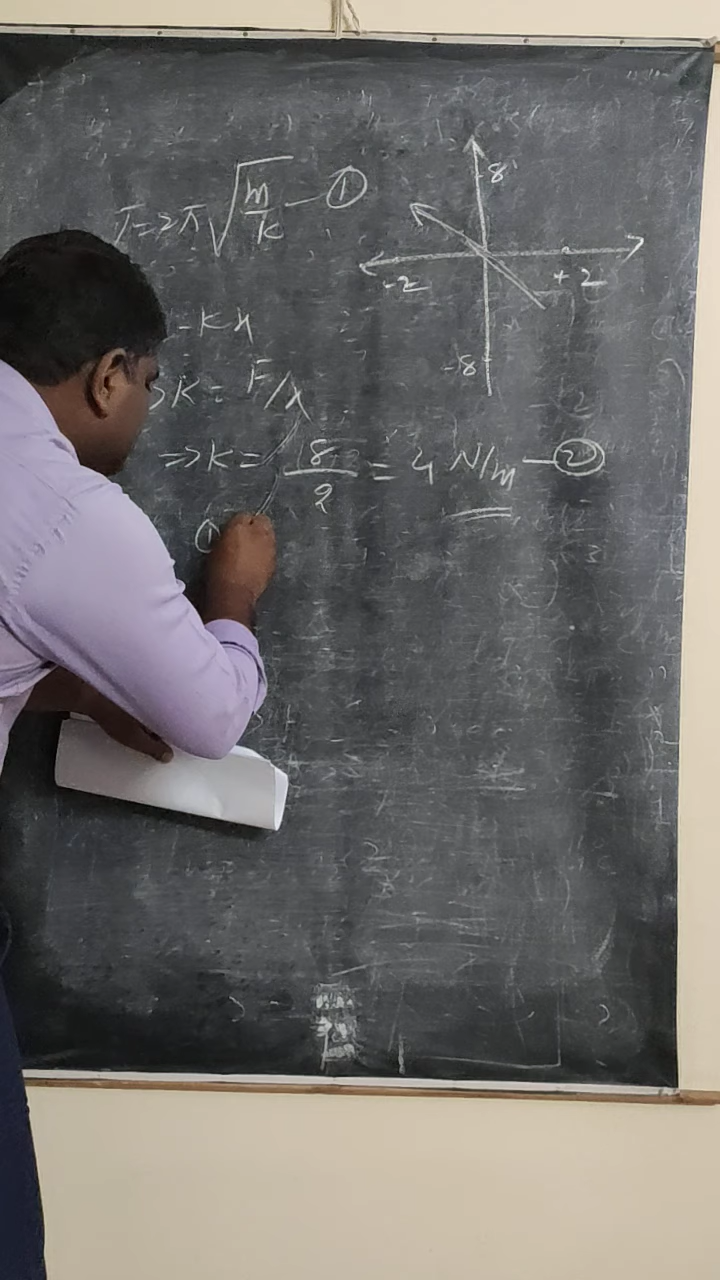 T=2π√m/K — ①
8
-2
+2
-8
-Kx
K = F/x
⇒K = 8/2 = 4 N/m — ②
①